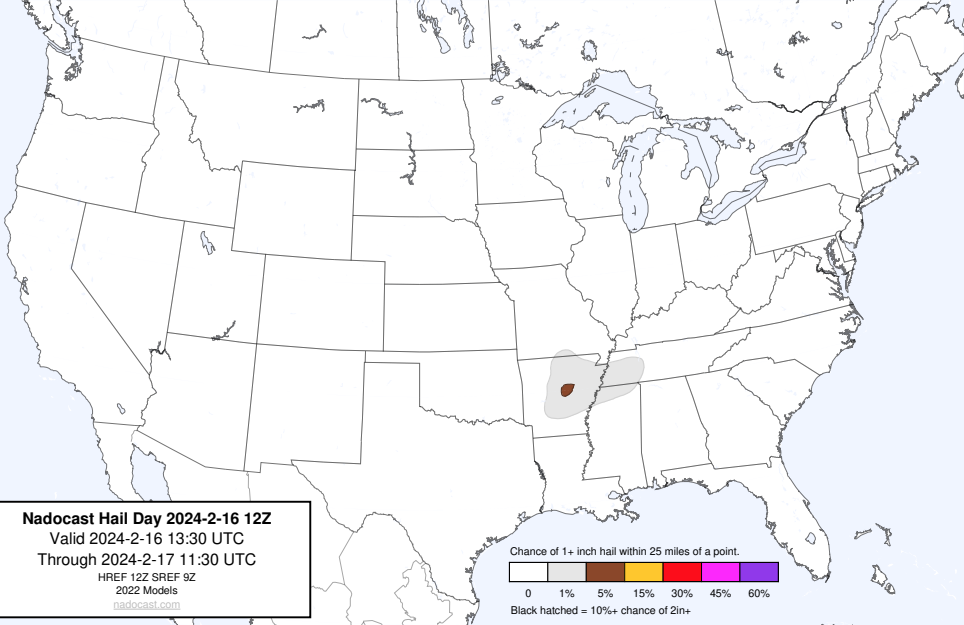 Nadocast Hail Day 2024-2-16 12Z
Valid 2024-2-16 13:30 UTC
Through 2024-2-17 11:30 UTC
HREF 12Z SREF 9Z
2022 Models
nadocast.com
Chance of 1+ inch hail within 25 miles of a point.
0 1% 5% 15% 30% 45% 60%
Black hatched = 10%+ chance of 2in+